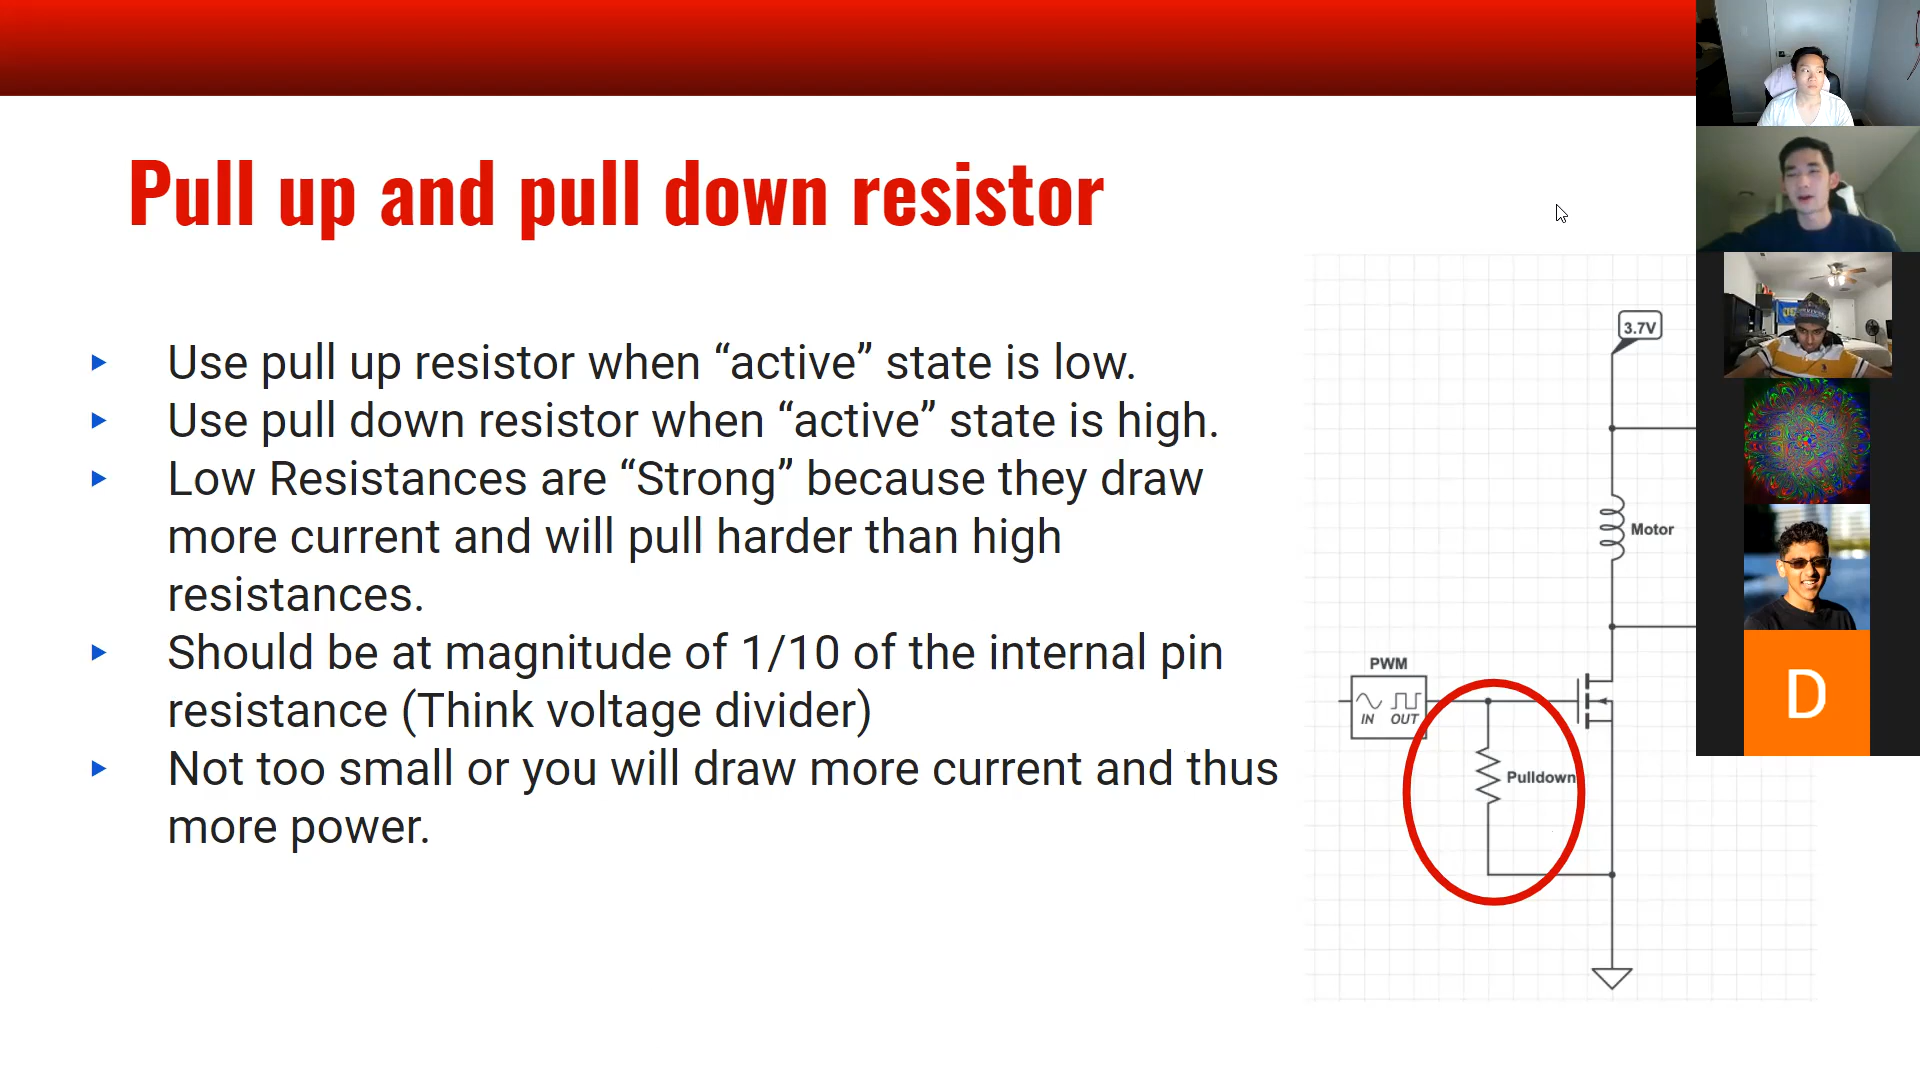 Pull up and pull down resistor
Use pull up resistor when “active” state is low.
Use pull down resistor when “active” state is high.
Low Resistances are “Strong” because they draw
more current and will pull harder than high
resistances.
Should be at magnitude of 1/10 of the internal pin
resistance (Think voltage divider)
Not too small or you will draw more current and thus
more power.
3.7V
Motor
PWM
IN OUT
Pulldown
D